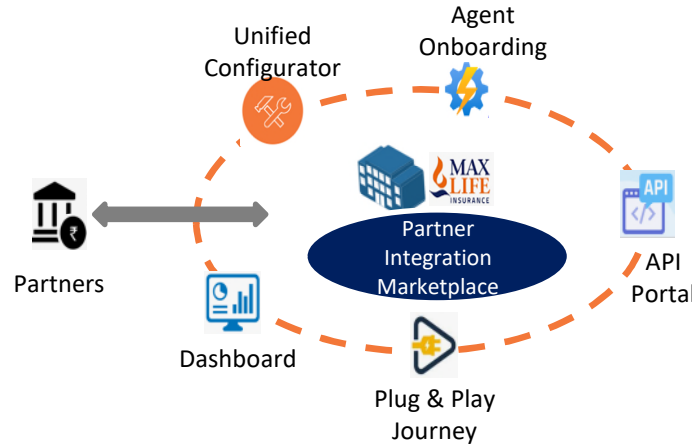 Agent
Onboarding
Unified
Configurator
MAX
LIFE
INSURANCE
API
</>
₹
Partner
Integration
Marketplace
Partners
API
Portal
Dashboard
Plug & Play
Journey